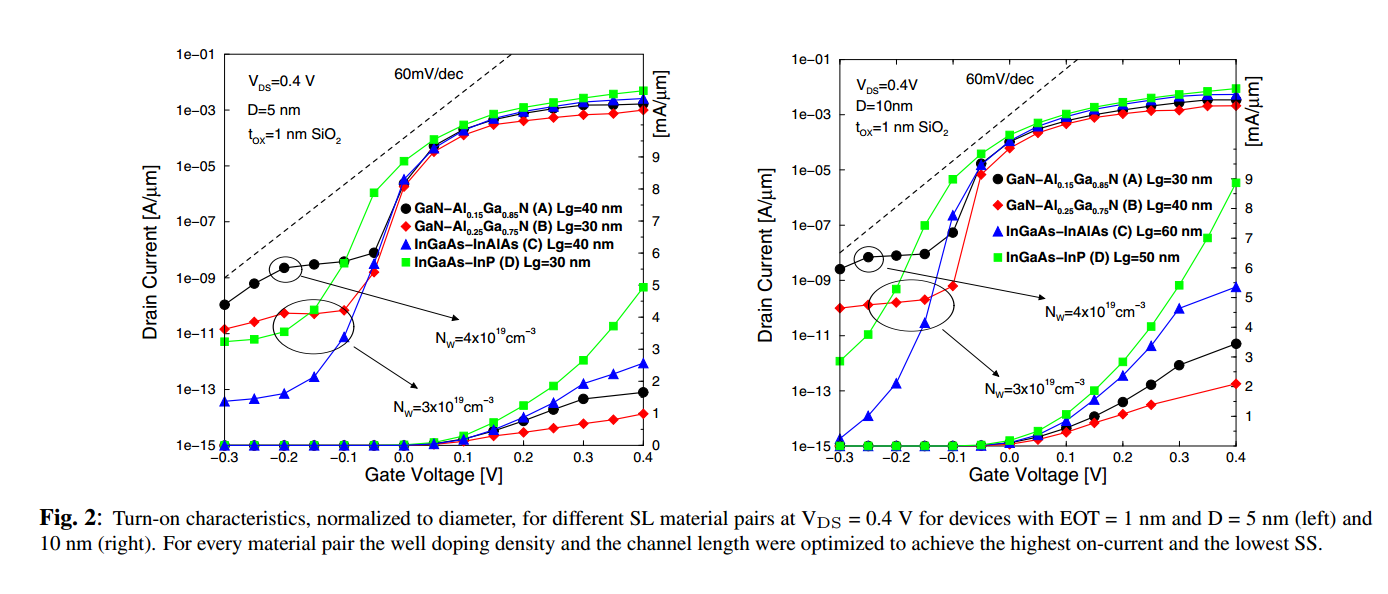 1e−01
1e−03
1e−05
1e−07
1e−09
1e−11
1e−13
1e−15
Drain Current [A/μm]
V_DS=0.4 V
D=5 nm
t_OX=1 nm SiO_2
60mV/dec
GaN−Al_0.15Ga_0.85N (A) Lg=40 nm
GaN−Al_0.25Ga_0.75N (B) Lg=30 nm
InGaAs−InAlAs (C) Lg=40 nm
InGaAs−InP (D) Lg=30 nm
N_W=4x10^19cm^−3
N_W=3x10^19cm^−3
[mA/μm]
9
8
7
6
5
4
3
2
1
0
−0.3 −0.2 −0.1 0.0 0.1 0.2 0.3 0.4
Gate Voltage [V]
1e−01
1e−03
1e−05
1e−07
1e−09
1e−11
1e−13
1e−15
Drain Current [A/μm]
V_DS=0.4V
D=10nm
t_OX=1 nm SiO_2
60mV/dec
GaN−Al_0.15Ga_0.85N (A) Lg=30 nm
GaN−Al_0.25Ga_0.75N (B) Lg=40 nm
InGaAs−InAlAs (C) Lg=60 nm
InGaAs−InP (D) Lg=50 nm
N_W=4x10^19cm^−3
N_W=3x10^19cm^−3
[mA/μm]
9
8
7
6
5
4
3
2
1
−0.3 −0.2 −0.1 0.0 0.1 0.2 0.3 0.4
Gate Voltage [V]
Fig. 2: Turn-on characteristics, normalized to diameter, for different SL material pairs at V_DS = 0.4 V for devices with EOT = 1 nm and D = 5 nm (left) and
10 nm (right). For every material pair the well doping density and the channel length were optimized to achieve the highest on-current and the lowest SS.